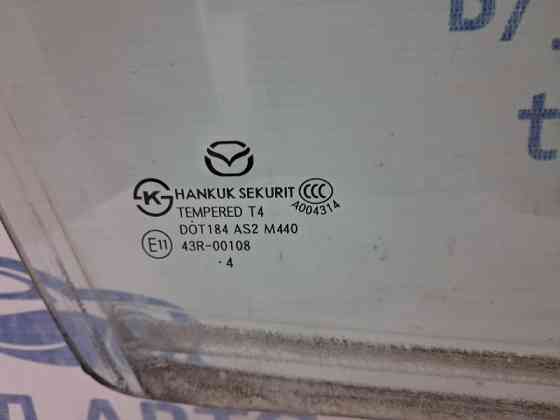 K HANKUK SEKURIT CCC
A004314
TEMPERED T4
DOT184 AS2 M440
E11 43R-00108
·4